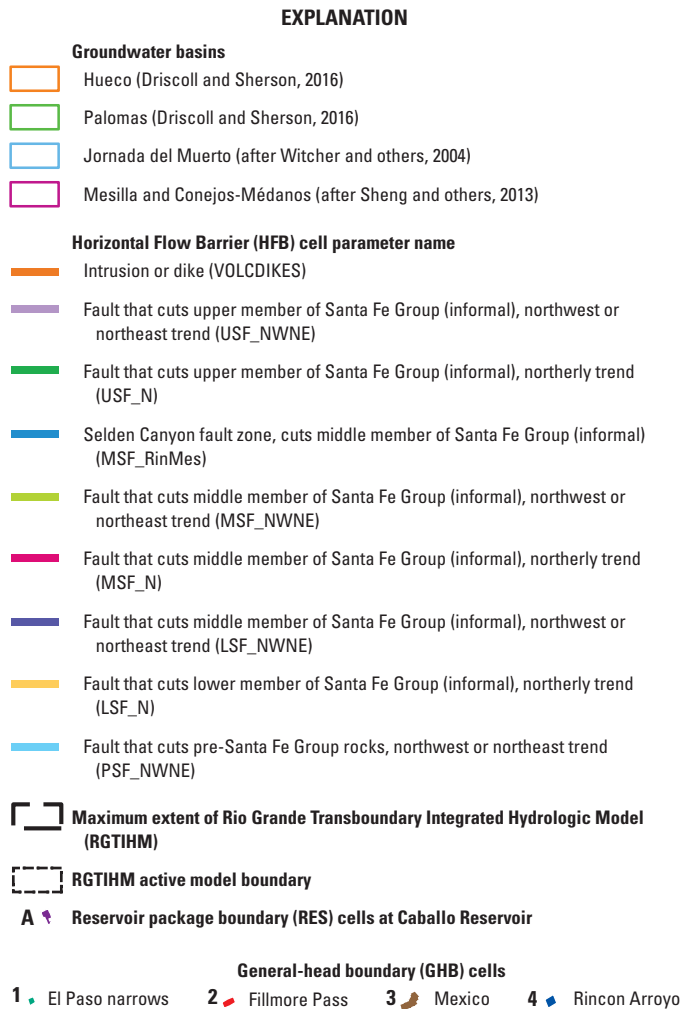 EXPLANATION
Groundwater basins
Hueco (Driscoll and Sherson, 2016)
Palomas (Driscoll and Sherson, 2016)
Jornada del Muerto (after Witcher and others, 2004)
Mesilla and Conejos-Médanos (after Sheng and others, 2013)
Horizontal Flow Barrier (HFB) cell parameter name
Intrusion or dike (VOLCDIKES)
Fault that cuts upper member of Santa Fe Group (informal), northwest or
northeast trend (USF_NWNE)
Fault that cuts upper member of Santa Fe Group (informal), northerly trend
(USF_N)
Selden Canyon fault zone, cuts middle member of Santa Fe Group (informal)
(MSF_RinMes)
Fault that cuts middle member of Santa Fe Group (informal), northwest or
northeast trend (MSF_NWNE)
Fault that cuts middle member of Santa Fe Group (informal), northerly trend
(MSF_N)
Fault that cuts middle member of Santa Fe Group (informal), northwest or
northeast trend (LSF_NWNE)
Fault that cuts lower member of Santa Fe Group (informal), northerly trend
(LSF_N)
Fault that cuts pre-Santa Fe Group rocks, northwest or northeast trend
(PSF_NWNE)
Maximum extent of Rio Grande Transboundary Integrated Hydrologic Model
(RGTIHM)
RGTIHM active model boundary
A Reservoir package boundary (RES) cells at Caballo Reservoir
General-head boundary (GHB) cells
1 El Paso narrows 2 Fillmore Pass 3 Mexico 4 Rincon Arroyo